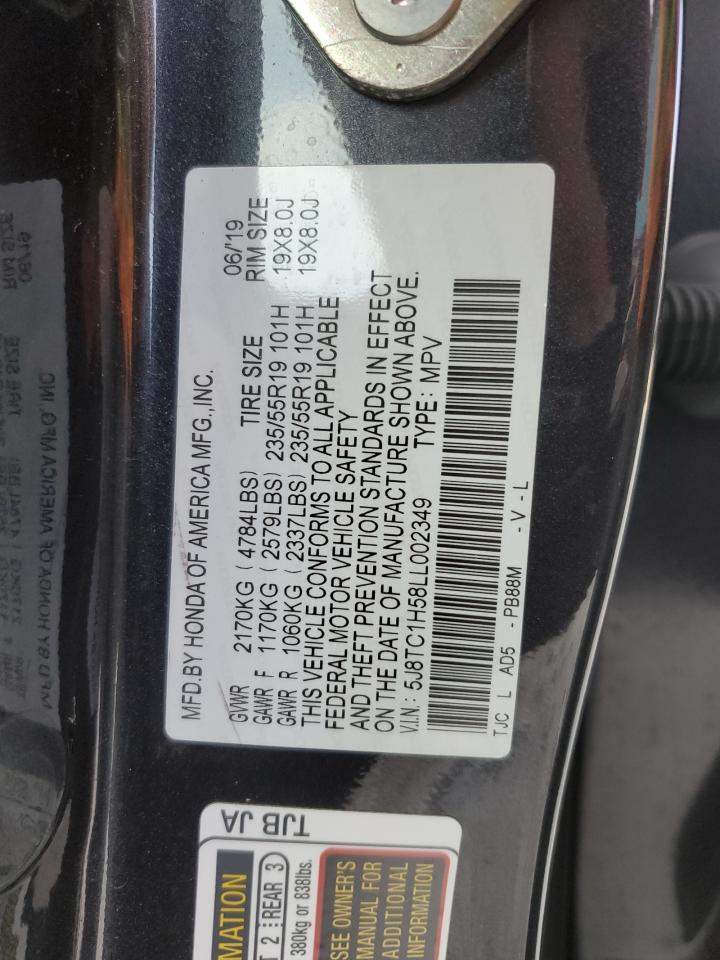 MFD.BY HONDA OF AMERICA MFG.,INC. 06/'19
GVWR 2170KG ( 4784LBS) TIRE SIZE RIM SIZE
GAWR F 1170KG ( 2579LBS) 235/55R19 101H 19X8.0J
GAWR R 1060KG ( 2337LBS) 235/55R19 101H 19X8.0J
THIS VEHICLE CONFORMS TO ALL APPLICABLE
FEDERAL MOTOR VEHICLE SAFETY
AND THEFT PREVENTION STANDARDS IN EFFECT
ON THE DATE OF MANUFACTURE SHOWN ABOVE.
V.I.N.: 5J8TC1H58LL002349 TYPE: MPV
TJC L AD5 - PB88M - V - L
TJB JA
MATION
2 REAR 3
380kg or 838lbs.
SEE OWNER'S
MANUAL FOR
ADDITIONAL
INFORMATION